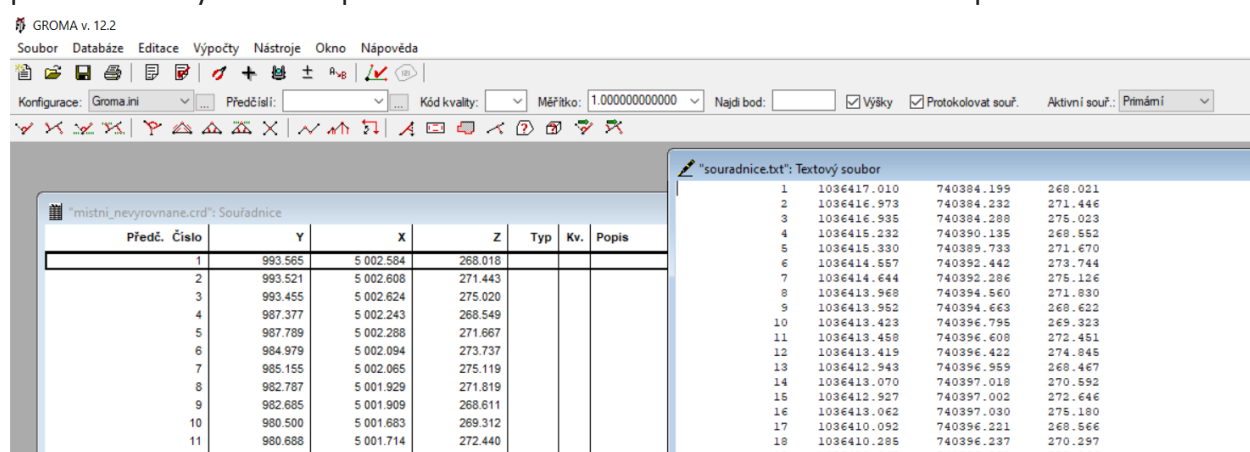 GROMA v. 12.2
Soubor Databáze Editace Výpočty Nástroje Okno Nápověda
Konfigurace: Groma.ini ... Předčíslí: ... Kód kvality: Měřítko: 1.000000000000 Najdi bod: Výšky Protokolovat souř. Aktivní souř.: Primární
"souradnice.txt": Textový soubor
1 1036417.010 740384.199 268.021
2 1036416.973 740384.232 271.446
3 1036416.935 740384.288 275.023
4 1036415.232 740390.135 268.552
5 1036415.330 740389.733 271.670
6 1036414.557 740392.442 273.744
7 1036414.644 740392.286 275.126
8 1036413.968 740394.560 271.830
9 1036413.952 740394.663 268.622
10 1036413.423 740396.795 269.323
11 1036413.458 740396.608 272.451
12 1036413.419 740396.422 274.845
13 1036412.943 740396.959 268.467
14 1036413.070 740397.018 270.592
15 1036412.927 740397.002 272.646
16 1036413.062 740397.030 275.180
17 1036410.092 740396.221 268.566
18 1036410.285 740396.237 270.297
"mistni_nevyrovnane.crd": Souřadnice
Předč. Číslo Y X Z Typ Kv. Popis
1 993.565 5 002.584 268.018
2 993.521 5 002.608 271.443
3 993.455 5 002.624 275.020
4 987.377 5 002.243 268.549
5 987.789 5 002.288 271.667
6 984.979 5 002.094 273.737
7 985.155 5 002.065 275.119
8 982.787 5 001.929 271.819
9 982.685 5 001.909 268.611
10 980.500 5 001.683 269.312
11 980.688 5 001.714 272.440